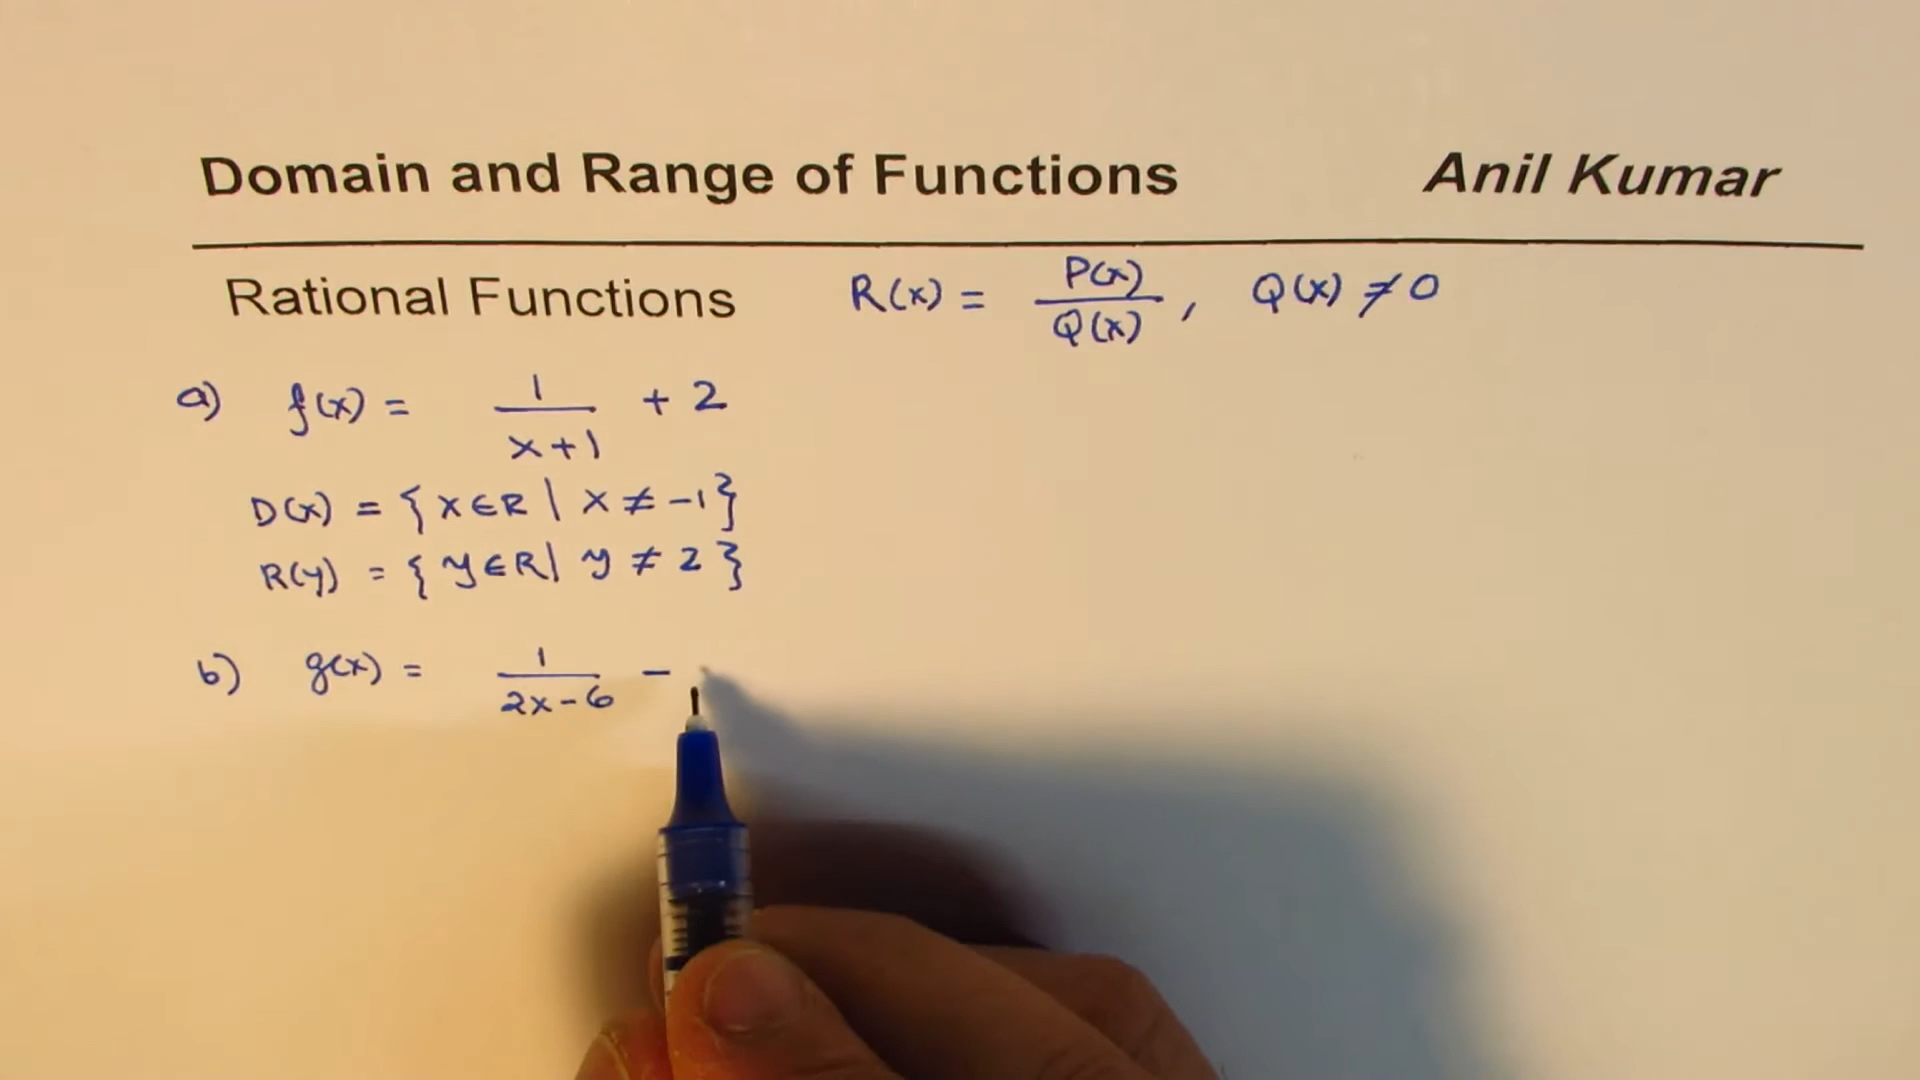 Domain and Range of Functions Anil Kumar
Rational Functions R(x) = P(x)/Q(x), Q(x) ≠ 0
a) f(x) = 1/(x+1) + 2
D(x) = {x∈R | x ≠ -1}
R(y) = {y∈R | y ≠ 2}
b) g(x) = 1/(2x-6) -